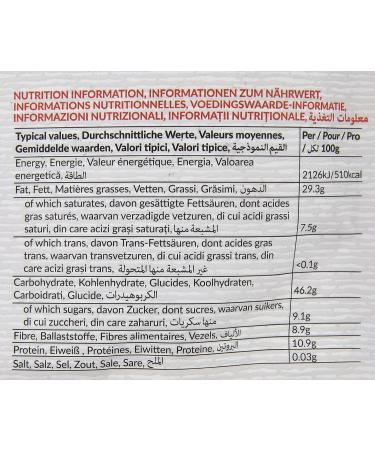 NUTRITION INFORMATION, INFORMATIONEN ZUM NÄHRWERT,
INFORMATIONS NUTRITIONNELLES, VOEDINGSWAARDE-INFORMATIE,
INFORMAZIONI NUTRIZIONALI, INFORMAȚII NUTRIȚIONALE, معلومات التغذية
Typical values, Durchschnittliche Werte, Valeurs moyennes, Per / Pour / Pro
Gemiddelde waarden, Valori tipici, Valori tipice, القيم النموذجية / لكل 100g
Energy, Energie, Valeur énergétique, Energia, Valoarea
energetică, الطاقة 2126kJ/510kcal
Fat, Fett, Matières grasses, Vetten, Grassi, Grăsimi, الدهون 29.3g
of which saturates, davon gesättigte Fettsäuren, dont acides
gras saturés, waarvan verzadigde vetzuren, di cui acidi grassi
saturi, din care acizi grași saturați, منها المشبعة 7.5g
of which trans, davon Trans-Fettsäuren, dont acides gras
trans, waarvan transvetzuren, di cui acidi grassi trans,
din care acizi grași trans, غير المشبعة منها المتحولة <0.1g
Carbohydrate, Kohlenhydrate, Glucides, Koolhydraten,
Carboidrati, Glucide, الكربوهيدرات 46.2g
of which sugars, davon Zucker, dont sucres, waarvan suikers,
di cui zuccheri, din care zaharuri, منها سكريات 9.1g
Fibre, Ballaststoffe, Fibres alimentaires, Vezels, الألياف 8.9g
Protein, Eiweiß, Protéines, Eiwitten, Proteine, البروتين 10.9g
Salt, Salz, Sel, Zout, Sale, Sare, الملح 0.03g